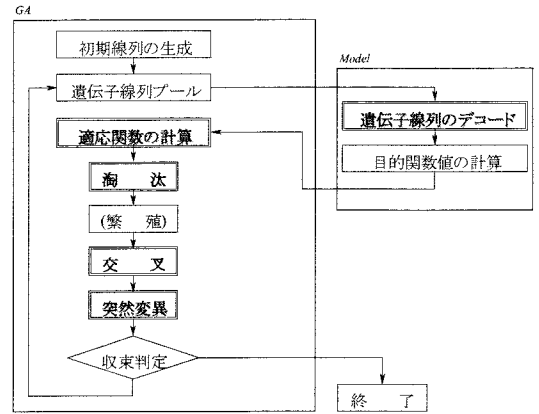 GA
初期線列の生成
遺伝子線列プール
適応関数の計算
淘 汰
(繁 殖)
交 叉
突然変異
収束判定
Model
遺伝子線列のデコード
目的関数値の計算
終 了